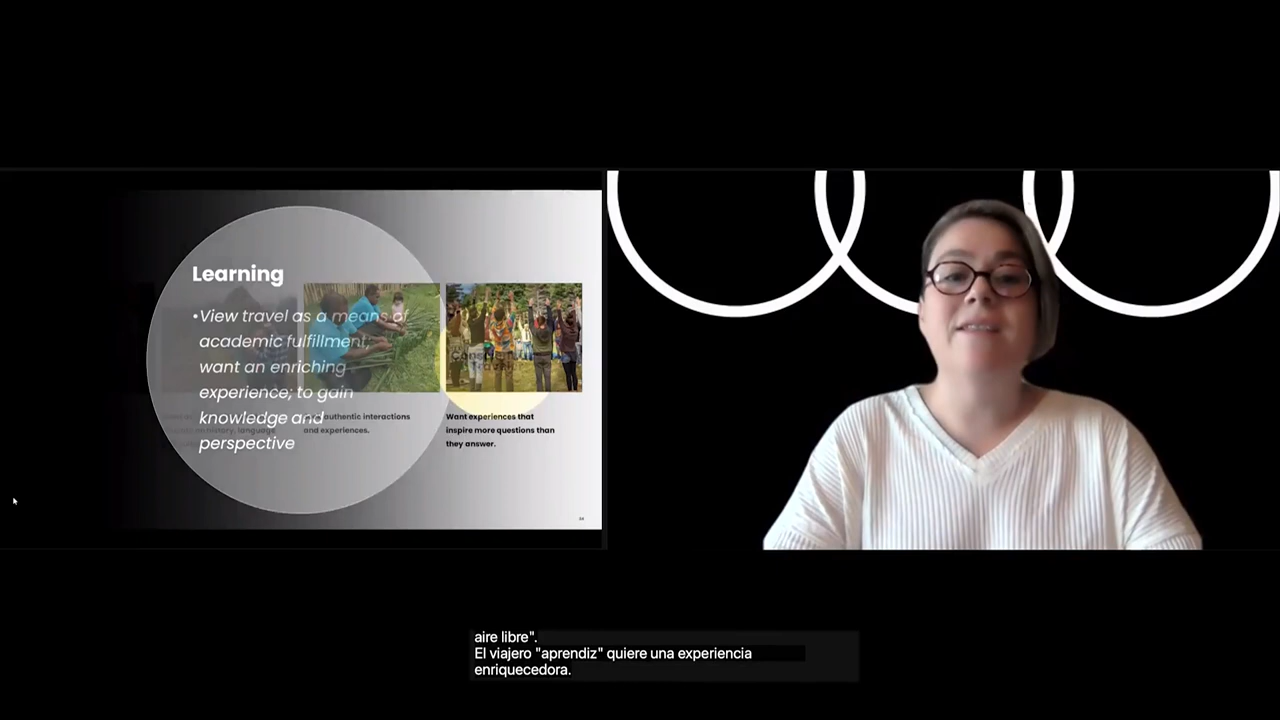 Learning
•View travel as a means of
academic fulfillment,
want an enriching
experience; to gain
knowledge and
perspective
authentic interactions
and experiences.
Want experiences that
inspire more questions than
they answer.
aire libre".
El viajero "aprendiz" quiere una experiencia
enriquecedora.